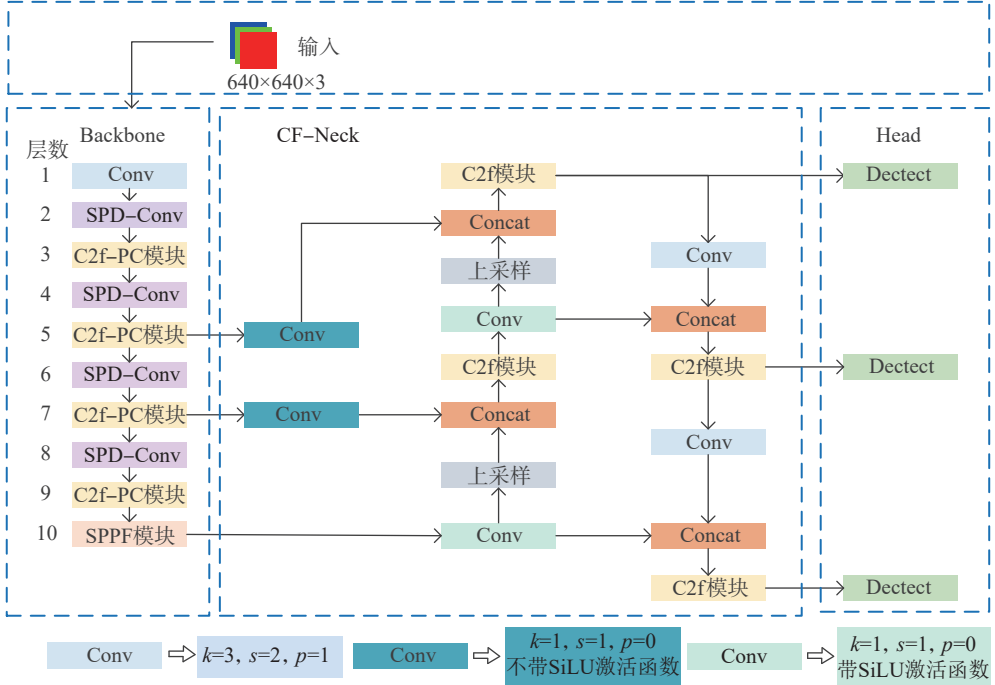 输入
640×640×3
Backbone
层数
1 Conv
2 SPD-Conv
3 C2f-PC模块
4 SPD-Conv
5 C2f-PC模块
6 SPD-Conv
7 C2f-PC模块
8 SPD-Conv
9 C2f-PC模块
10 SPPF模块
CF-Neck
Conv
Conv
C2f模块
Concat
上采样
Conv
C2f模块
Concat
上采样
Conv
Conv
Concat
C2f模块
Conv
Concat
C2f模块
Head
Dectect
Dectect
Dectect
Conv
k=3, s=2, p=1
Conv
k=1, s=1, p=0
不带SiLU激活函数
Conv
k=1, s=1, p=0
带SiLU激活函数